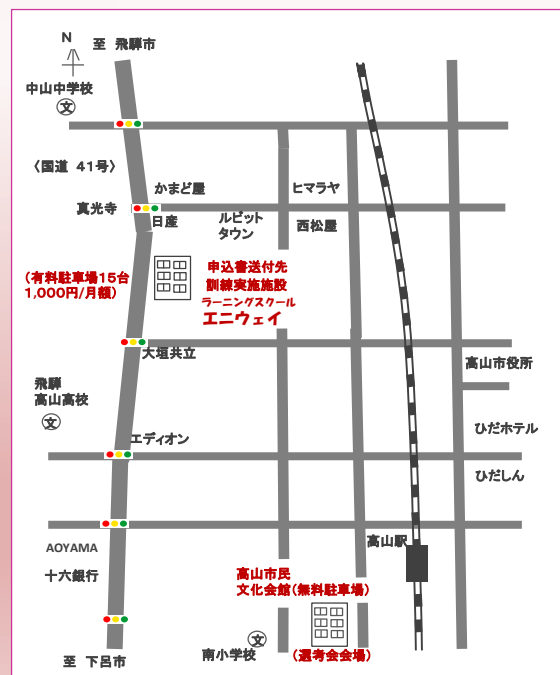 N
至 飛騨市
中山中学校
文
〈国道 41号〉
かまど屋
ヒマラヤ
真光寺
日産
ルビット
タウン
西松屋
(有料駐車場15台
1,000円/月額)
申込書送付先
訓練実施施設
ラーニングスクール
エニウェイ
大垣共立
高山市役所
飛騨
高山高校
文
エディオン
ひだホテル
ひだしん
AOYAMA
十六銀行
高山駅
高山市民
文化会館(無料駐車場)
文
南小学校
(選考会会場)
至 下呂市